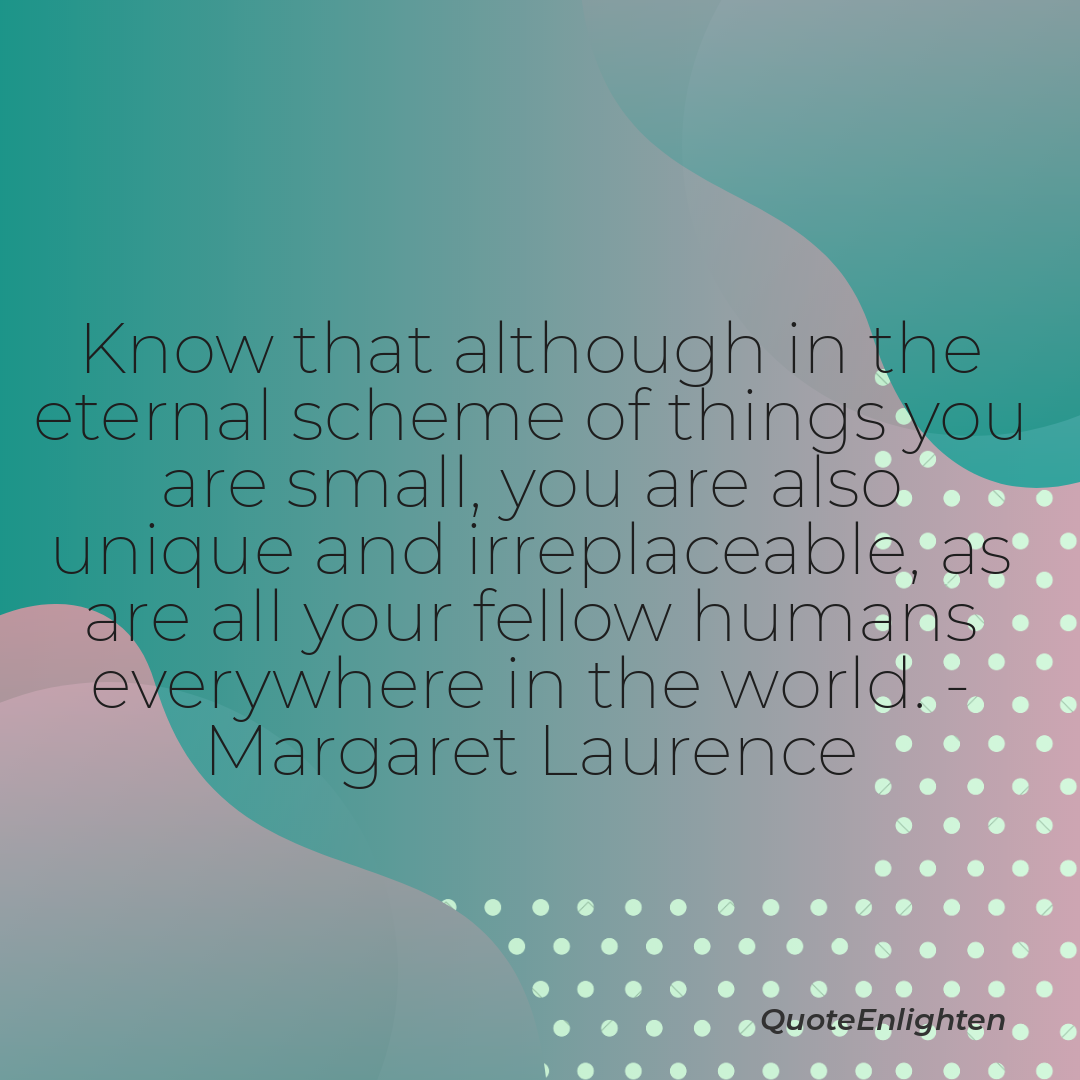 Know that although in the
eternal scheme of things you
are small, you are also
unique and irreplaceable, as
are all your fellow humans
everywhere in the world. -
Margaret Laurence
QuoteEnlighten